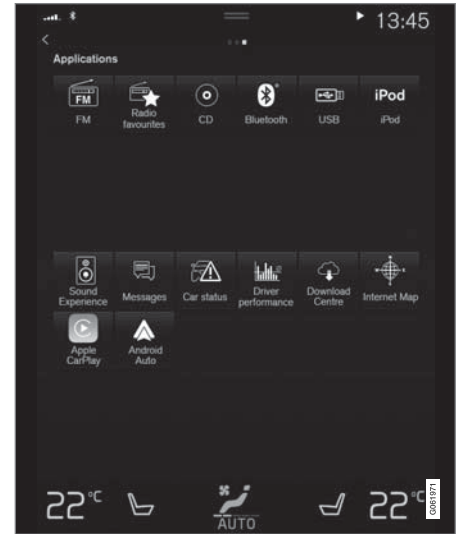 13:45
Applications
FM
FM
Radio
favourites
CD
Bluetooth
USB
iPod
iPod
Sound
Experience
Messages
Car status
Driver
performance
Download
Centre
Internet Map
Apple
CarPlay
Android
Auto
22°C
22°C
AUTO
G061971